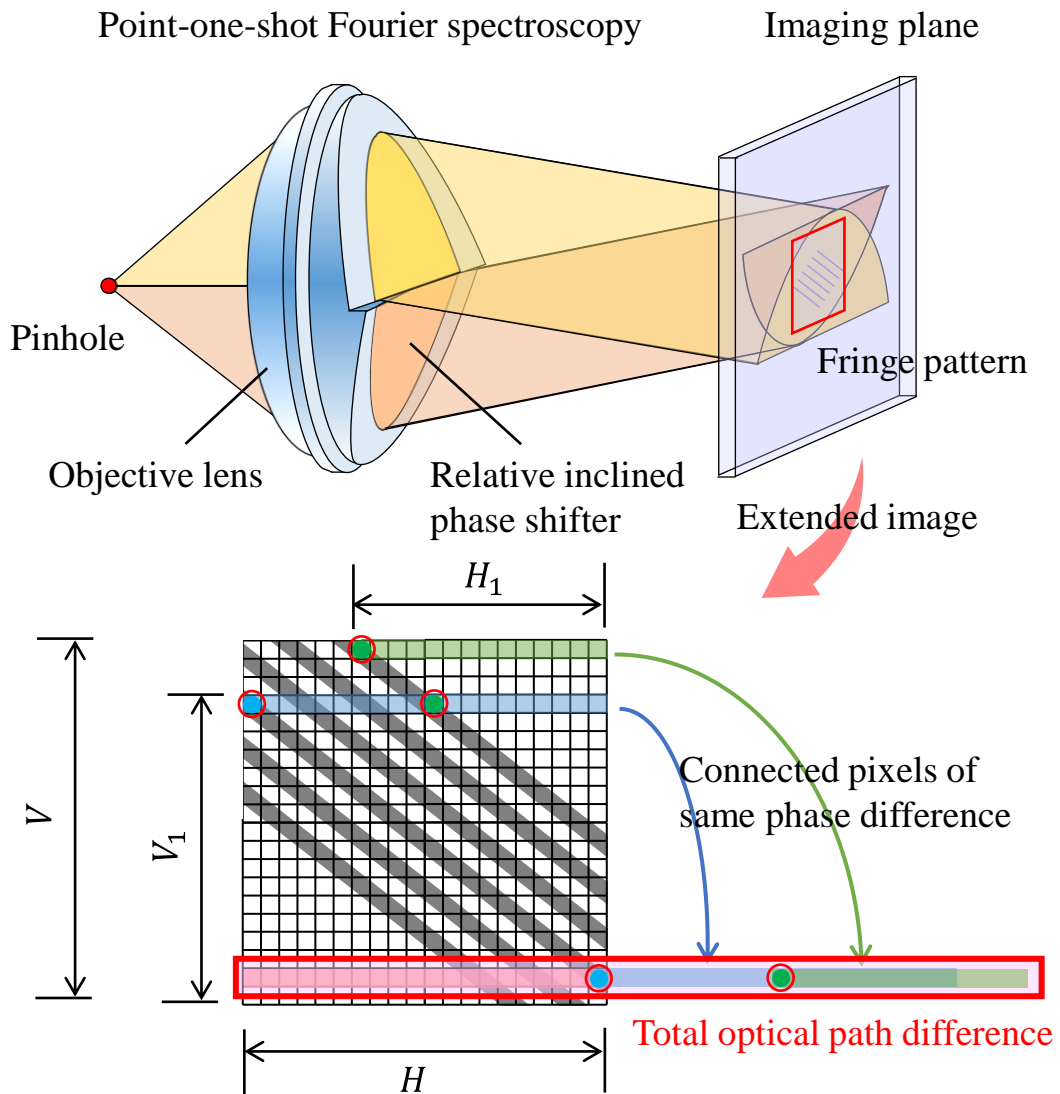 Point-one-shot Fourier spectroscopy
Imaging plane
Pinhole
Fringe pattern
Objective lens
Relative inclined
phase shifter
Extended image
H₁
V
V₁
Connected pixels of
same phase difference
Total optical path difference
H